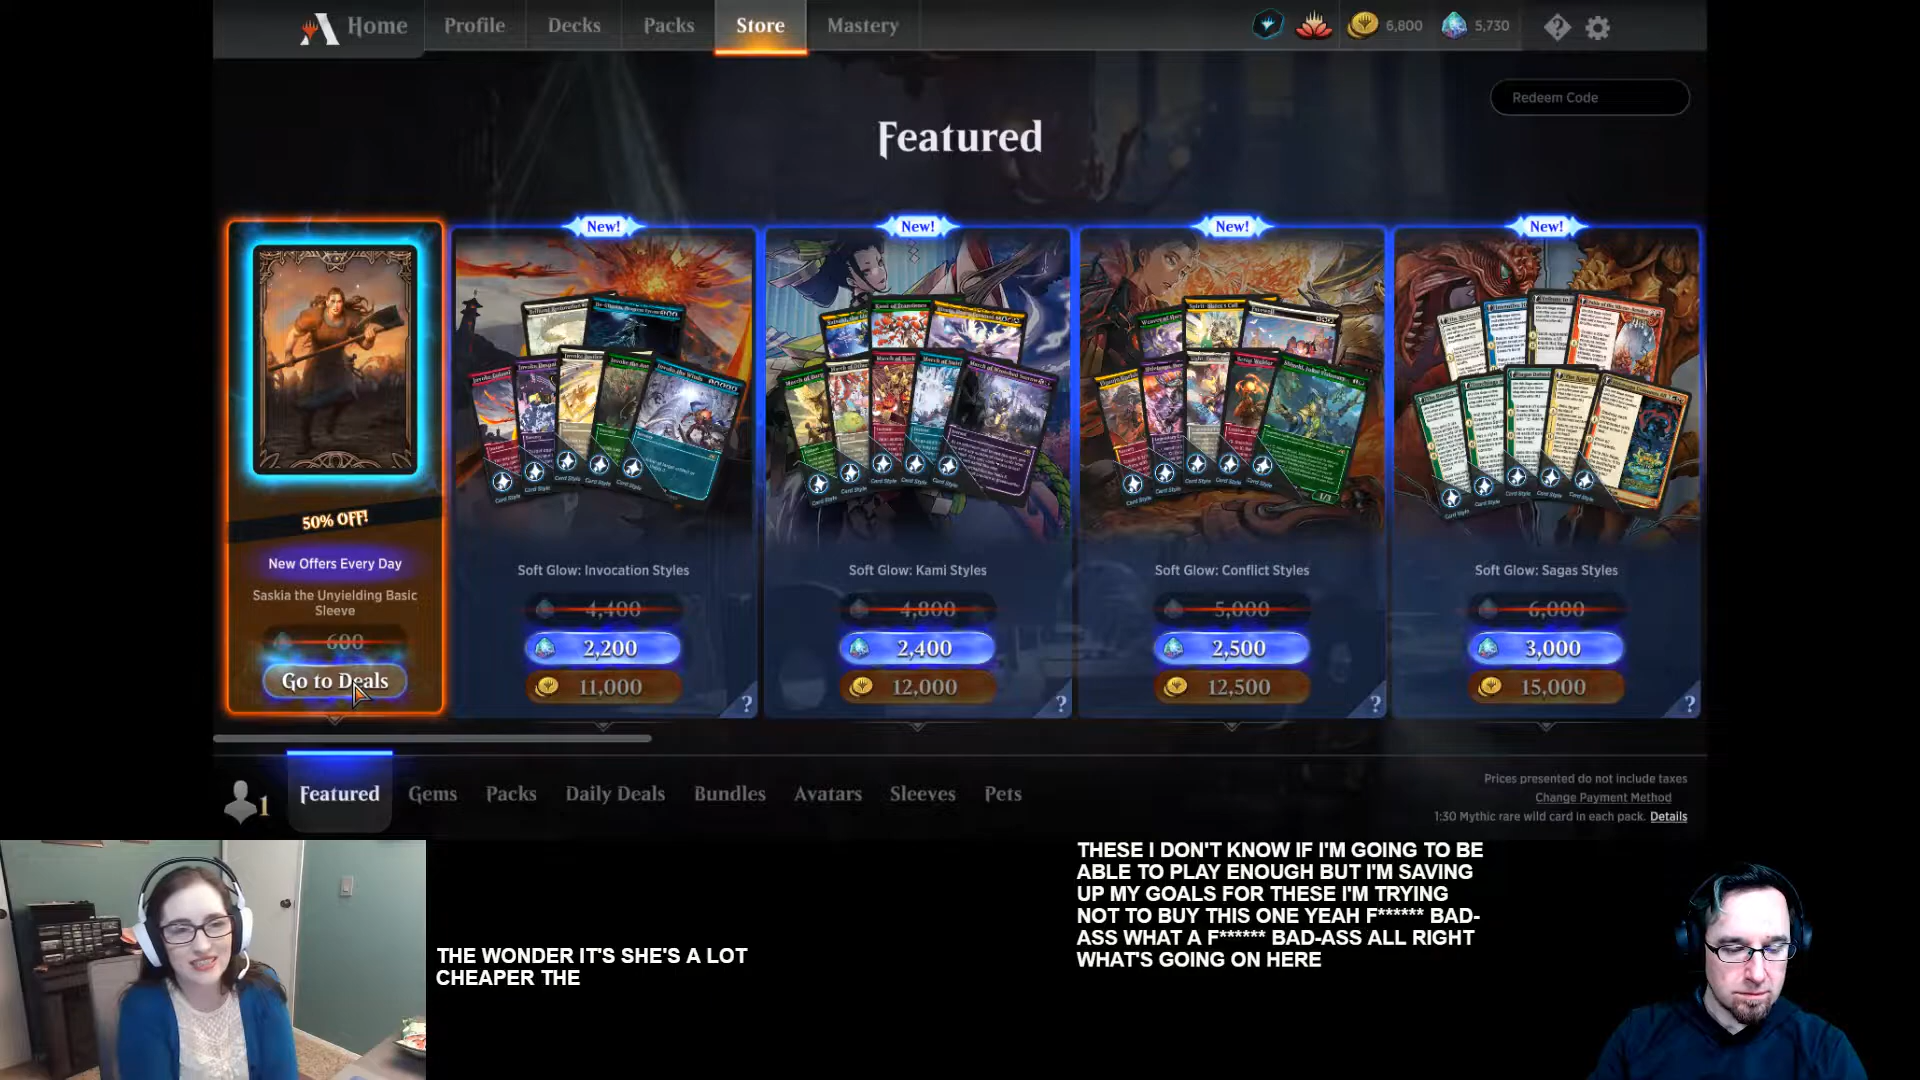 Home
Profile
Decks
Packs
Store
Mastery
6,800
5,730
Redeem Code
Featured
New!
New!
New!
New!
50% OFF!
New Offers Every Day
Saskia the Unyielding Basic
Sleeve
600
Go to Deals
Soft Glow: Invocation Styles
4,400
2,200
11,000
?
Soft Glow: Kami Styles
4,800
2,400
12,000
?
Soft Glow: Conflict Styles
5,000
2,500
12,500
?
Soft Glow: Sagas Styles
6,000
3,000
15,000
?
1
Featured
Gems
Packs
Daily Deals
Bundles
Avatars
Sleeves
Pets
Prices presented do not include taxes
Change Payment Method
1:30 Mythic rare wild card in each pack. Details
THE WONDER IT'S SHE'S A LOT
CHEAPER THE
THESE I DON'T KNOW IF I'M GOING TO BE
ABLE TO PLAY ENOUGH BUT I'M SAVING
UP MY GOALS FOR THESE I'M TRYING
NOT TO BUY THIS ONE YEAH F****** BAD-
ASS WHAT A F****** BAD-ASS ALL RIGHT
WHAT'S GOING ON HERE